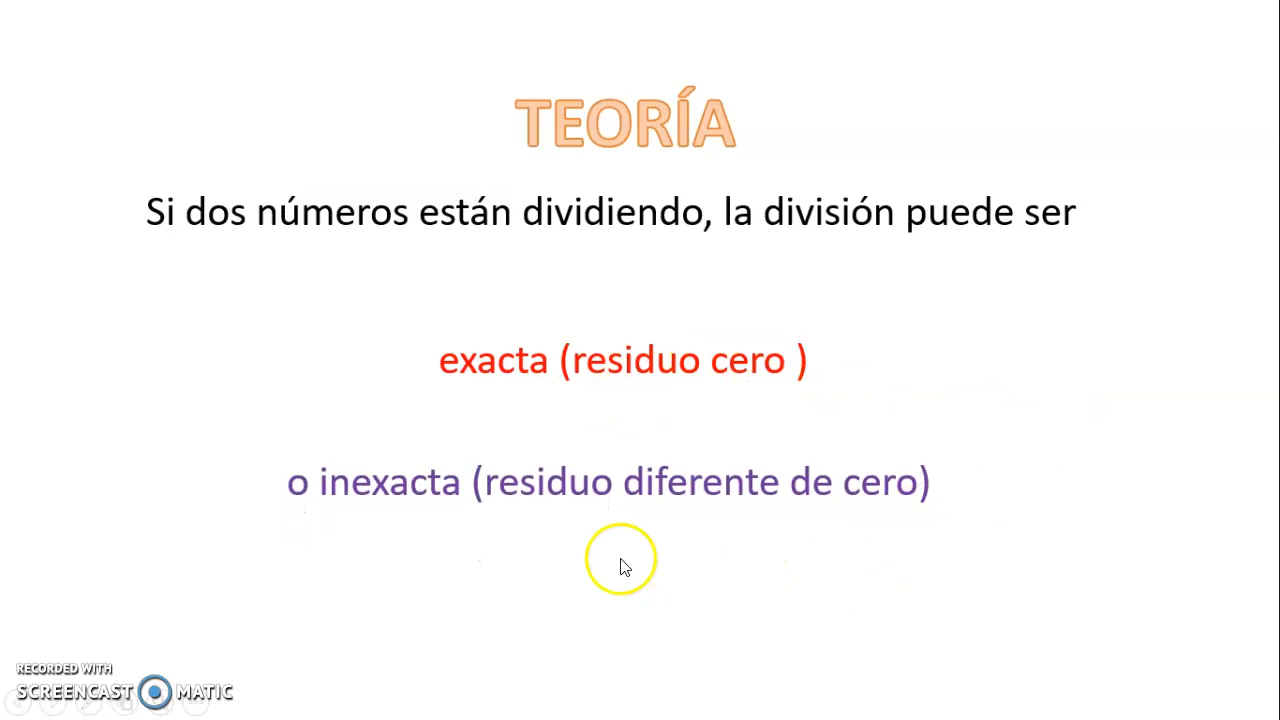 TEORÍA
Si dos números están dividiendo, la división puede ser
exacta (residuo cero )
o inexacta (residuo diferente de cero)
RECORDED WITH
SCREENCAST MATIC